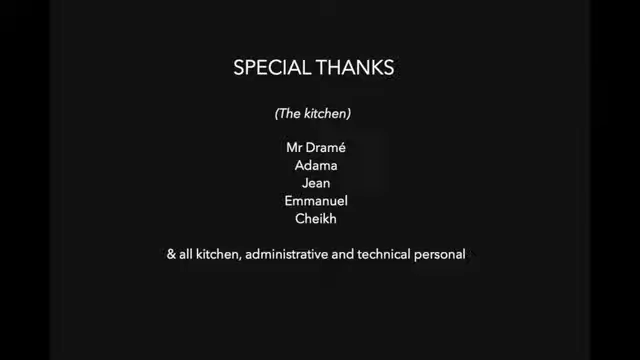 SPECIAL THANKS
(The kitchen)
Mr Dramé
Adama
Jean
Emmanuel
Cheikh
& all kitchen, administrative and technical personal